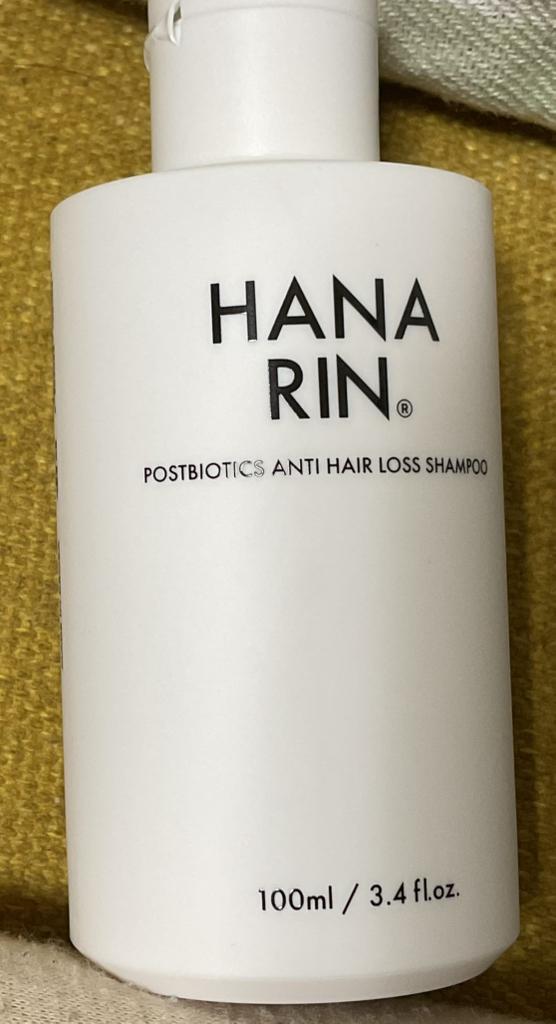 HANA
RIN®
POSTBIOTICS ANTI HAIR LOSS SHAMPOO
100ml / 3.4 fl.oz.